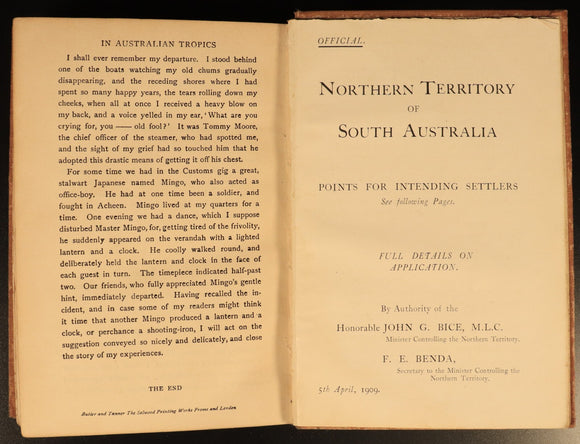 IN AUSTRALIAN TROPICS
I shall ever remember my departure. I stood behind
one of the boats watching my old chums gradually
disappearing, and the receding shores where I had
spent so many happy years, the tears rolling down my
cheeks, when all at once I received a heavy blow on
my back, and a voice yelled in my ear, 'What are you
crying for, you —— old fool?' It was Tommy Moore,
the chief officer of the steamer, who had spotted me,
and the sight of my grief had so touched him that he
adopted this drastic means of getting it off his chest.
For some time we had in the Customs gig a great,
stalwart Japanese named Mingo, who also acted as
office-boy. He had at one time been a soldier, and
fought in Acheen. Mingo lived at my quarters for a
time. One evening we had a dance, which I suppose
disturbed Master Mingo, for, getting tired of the frivolity,
he suddenly appeared on the verandah with a lighted
lantern and a clock. He coolly walked round, and
deliberately held the lantern and clock in the face of
each guest in turn. The timepiece indicated half-past
two. Our friends, who fully appreciated Mingo's gentle
hint, immediately departed. Having recalled the in-
cident, and in case some of my readers might think
it time that another Mingo produced a lantern and a
clock, or perchance a shooting-iron, I will act on the
suggestion conveyed so nicely and delicately, and close
the story of my experiences.
THE END
Butler and Tanner The Selwood Printing Works Frome and London
OFFICIAL.
NORTHERN TERRITORY
OF
SOUTH AUSTRALIA
POINTS FOR INTENDING SETTLERS
See following Pages.
FULL DETAILS ON
APPLICATION.
By Authority of the
Honorable JOHN G. BICE, M.L.C.
Minister Controlling the Northern Territory,
F. E. BENDA,
Secretary to the Minister Controlling the
Northern Territory,
5th April, 1909.